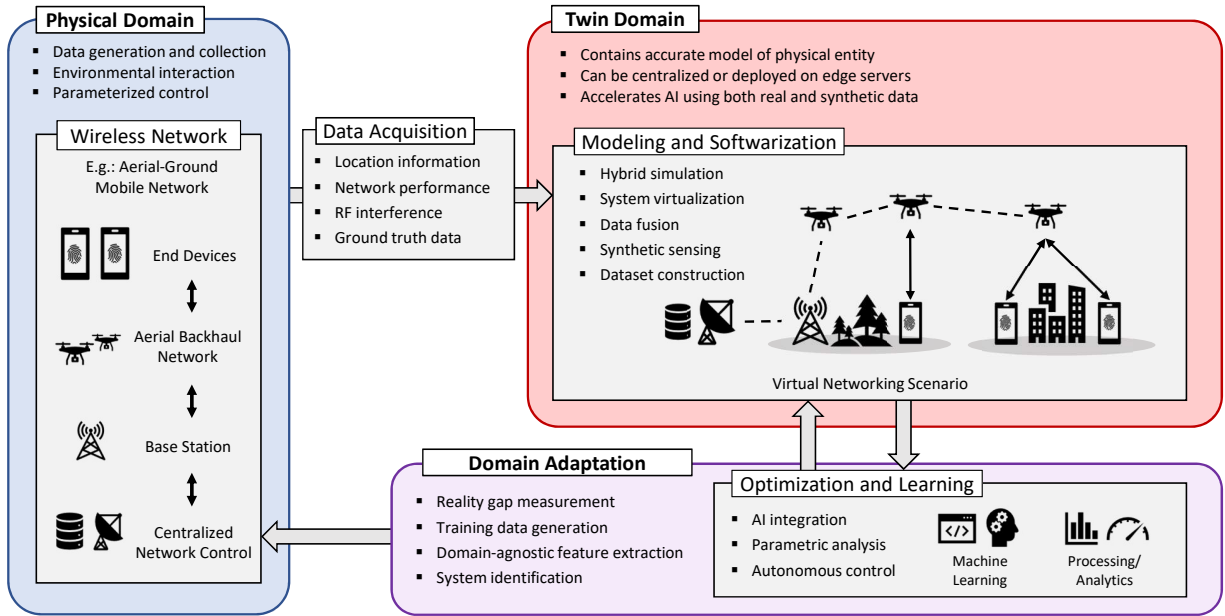 Physical Domain
Data generation and collection
Environmental interaction
Parameterized control
Wireless Network
E.g.: Aerial-Ground
Mobile Network
End Devices
Aerial Backhaul
Network
Base Station
Centralized
Network Control
Data Acquisition
Location information
Network performance
RF interference
Ground truth data
Twin Domain
Contains accurate model of physical entity
Can be centralized or deployed on edge servers
Accelerates AI using both real and synthetic data
Modeling and Softwarization
Hybrid simulation
System virtualization
Data fusion
Synthetic sensing
Dataset construction
Virtual Networking Scenario
Domain Adaptation
Reality gap measurement
Training data generation
Domain-agnostic feature extraction
System identification
Optimization and Learning
AI integration
Parametric analysis
Autonomous control
</>
Machine
Learning
Processing/
Analytics